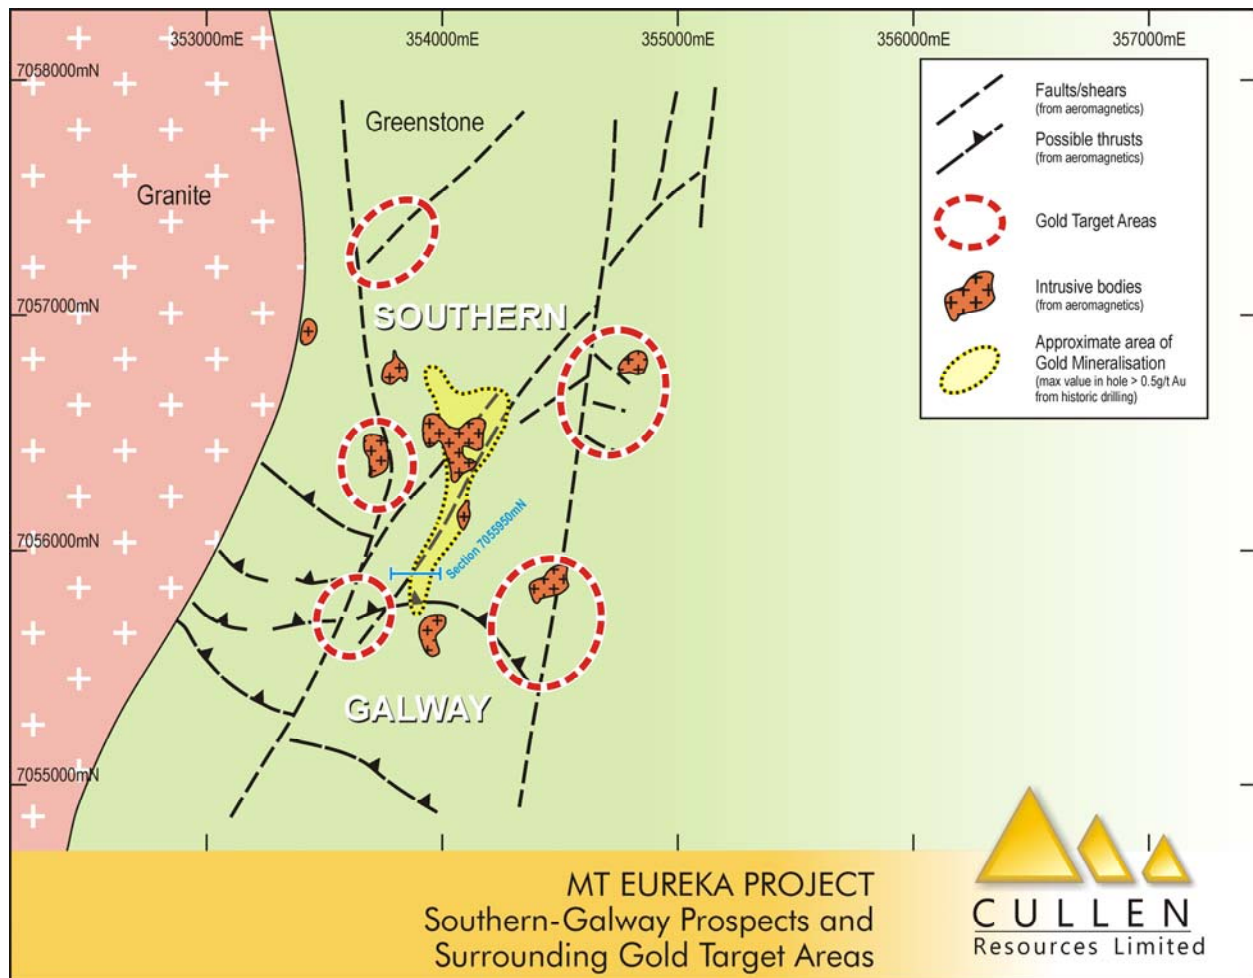 353000mE
354000mE
355000mE
356000mE
357000mE
7058000mN
7057000mN
7056000mN
7055000mN
Greenstone
Granite
SOUTHERN
Section 7055950mN
GALWAY
Faults/shears
(from aeromagnetics)
Possible thrusts
(from aeromagnetics)
Gold Target Areas
Intrusive bodies
(from aeromagnetics)
Approximate area of
Gold Mineralisation
(max value in hole > 0.5g/t Au
from historic drilling)
MT EUREKA PROJECT
Southern-Galway Prospects and
Surrounding Gold Target Areas
CULLEN
Resources Limited